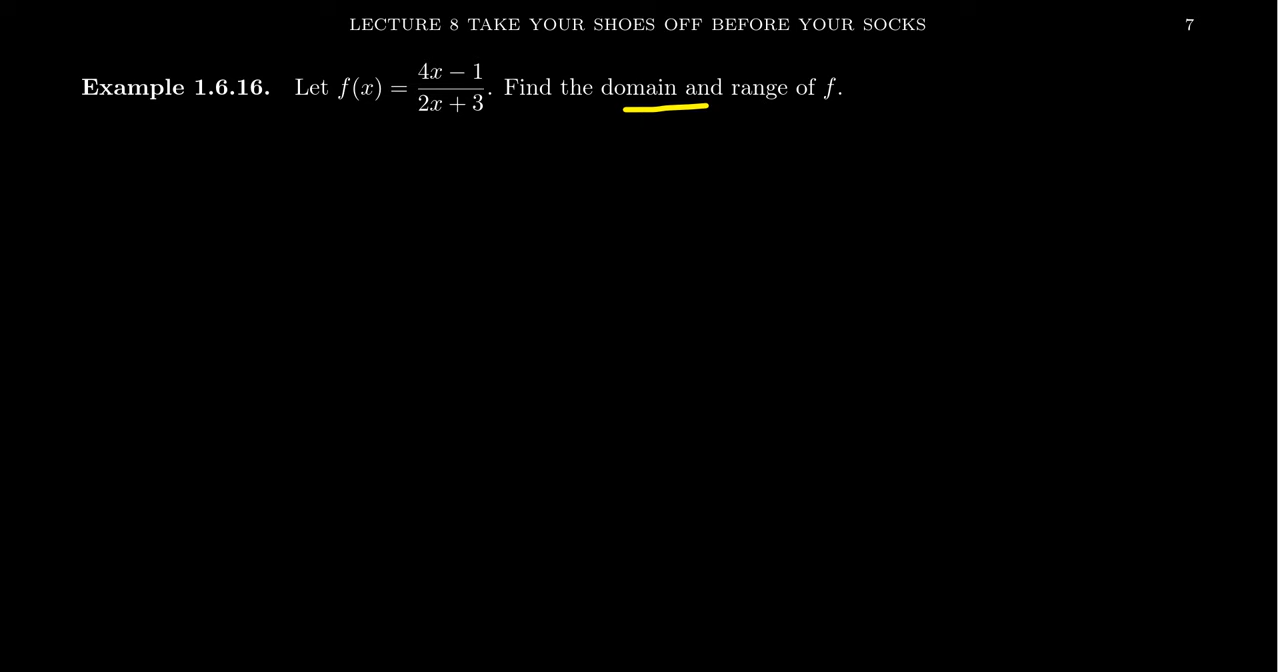 LECTURE 8 TAKE YOUR SHOES OFF BEFORE YOUR SOCKS 7
Example 1.6.16. Let f(x) = \frac{4x − 1}{2x + 3}. Find the domain and range of f.